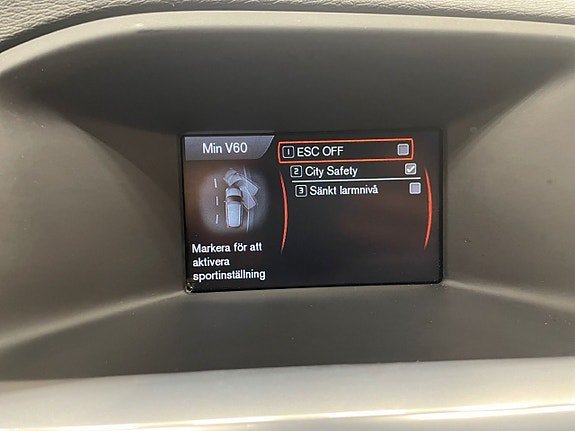 Min V60
1 ESC OFF
2 City Safety
3 Sänkt larmnivå
Markera för att
aktivera
sportinställning